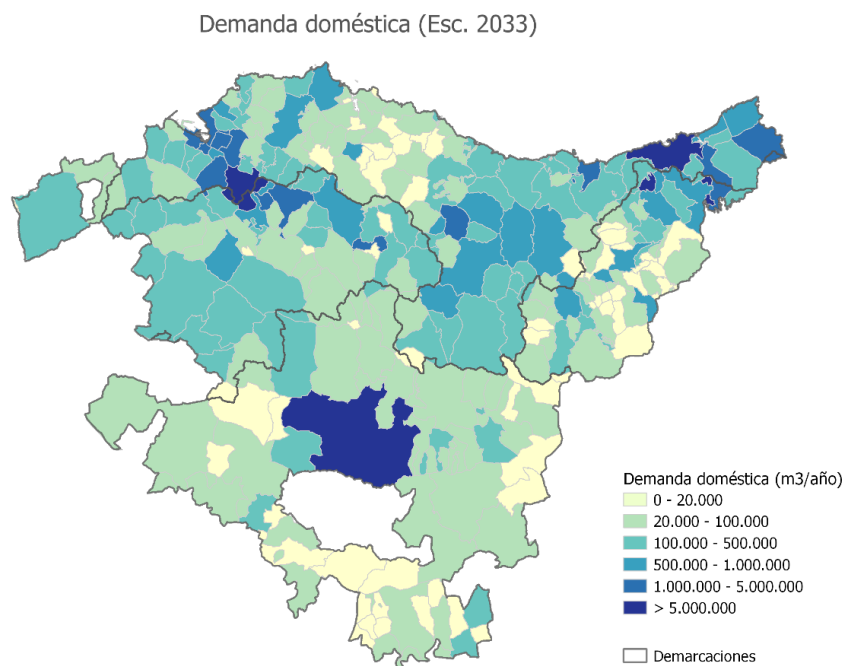 Demanda doméstica (Esc. 2033)
Demanda doméstica (m3/año)
0 - 20.000
20.000 - 100.000
100.000 - 500.000
500.000 - 1.000.000
1.000.000 - 5.000.000
> 5.000.000
Demarcaciones